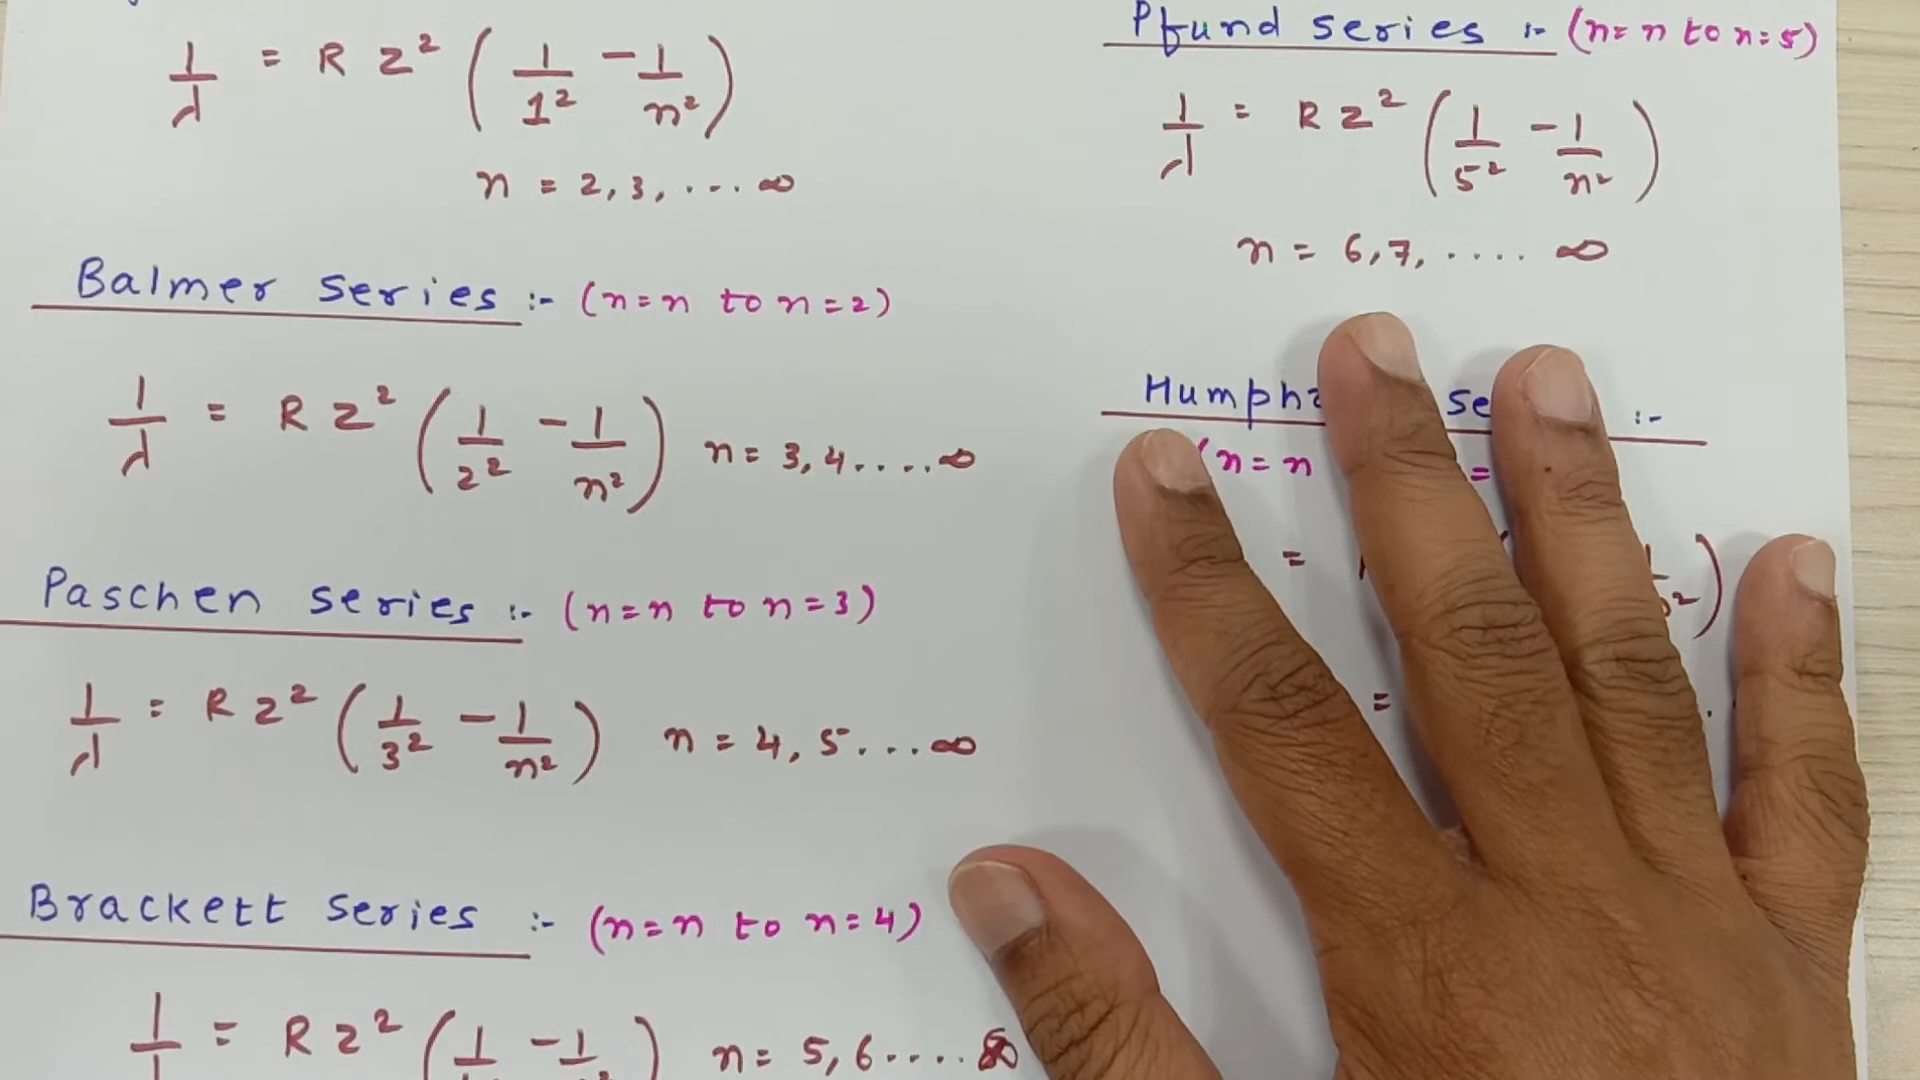 1/λ = R Z² (1/1² - 1/n²)
n = 2, 3, .... ∞
Balmer series :- (n=n to n=2)
1/λ = R Z² (1/2² - 1/n²) n = 3, 4 .... ∞
Paschen series :- (n=n to n=3)
1/λ = R Z² (1/3² - 1/n²) n = 4, 5 ... ∞
Brackett series :- (n=n to n=4)
1/ = R Z² (1/ - 1/ ) n = 5, 6 .... ∞
Pfund series :- (n=n to n=5)
1/λ = R Z² (1/5² - 1/n²)
n = 6, 7, .... ∞
:-
(n=n =
= )
=